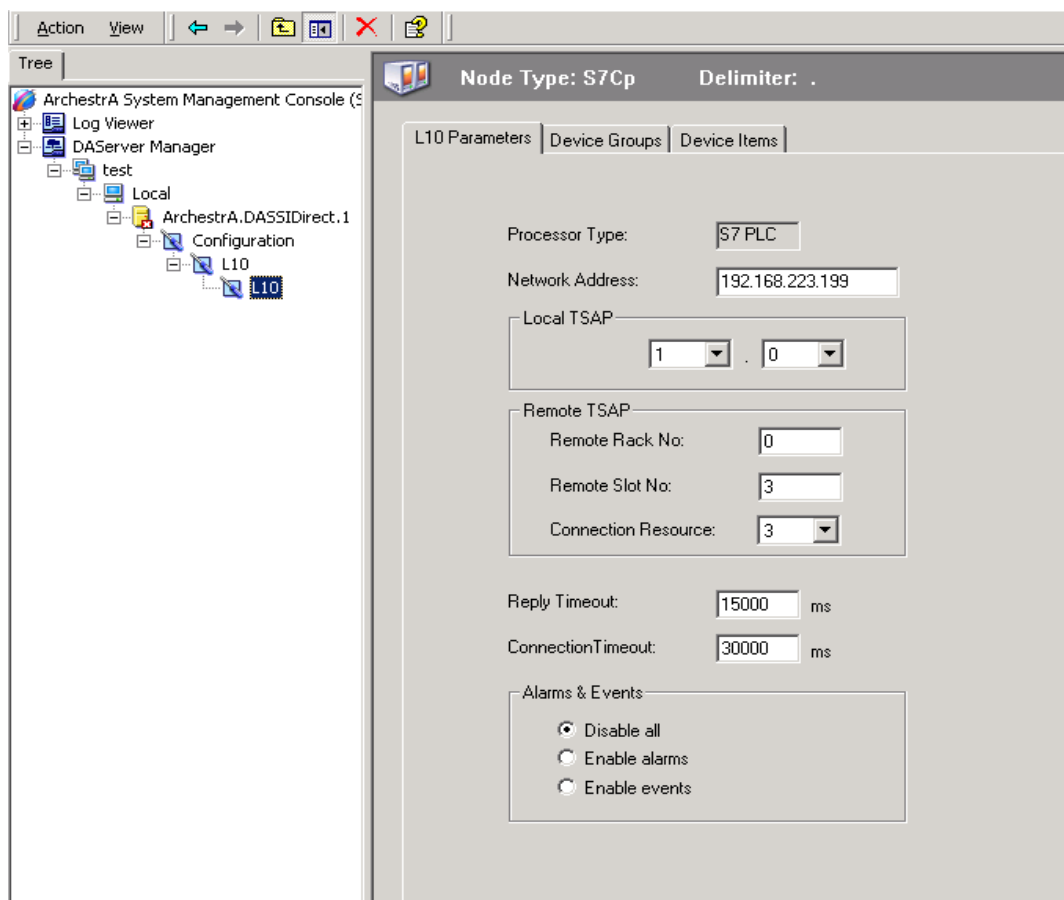 Action View
Tree
ArchestrA System Management Console (S
Log Viewer
DAServer Manager
test
Local
ArchestrA.DASSIDirect.1
Configuration
L10
L10
Node Type: S7Cp Delimiter: .
L10 Parameters Device Groups Device Items
Processor Type: S7 PLC
Network Address: 192.168.223.199
Local TSAP
1 . 0
Remote TSAP
Remote Rack No: 0
Remote Slot No: 3
Connection Resource: 3
Reply Timeout: 15000 ms
ConnectionTimeout: 30000 ms
Alarms & Events
Disable all
Enable alarms
Enable events